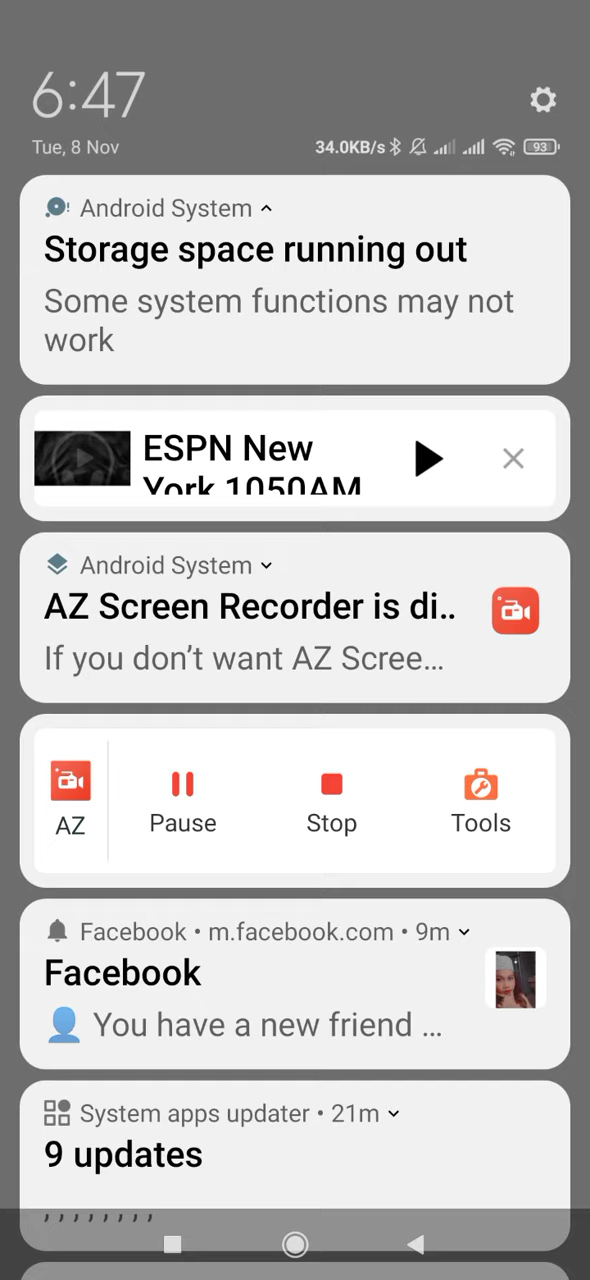 6:47
Tue, 8 Nov
34.0KB/s
93
Android System
Storage space running out
Some system functions may not
work
ESPN New
York 1050AM
Android System
AZ Screen Recorder is di..
If you don’t want AZ Scree…
AZ
Pause
Stop
Tools
Facebook • m.facebook.com • 9m
Facebook
👤 You have a new friend …
System apps updater • 21m
9 updates
, , , , , , , ,